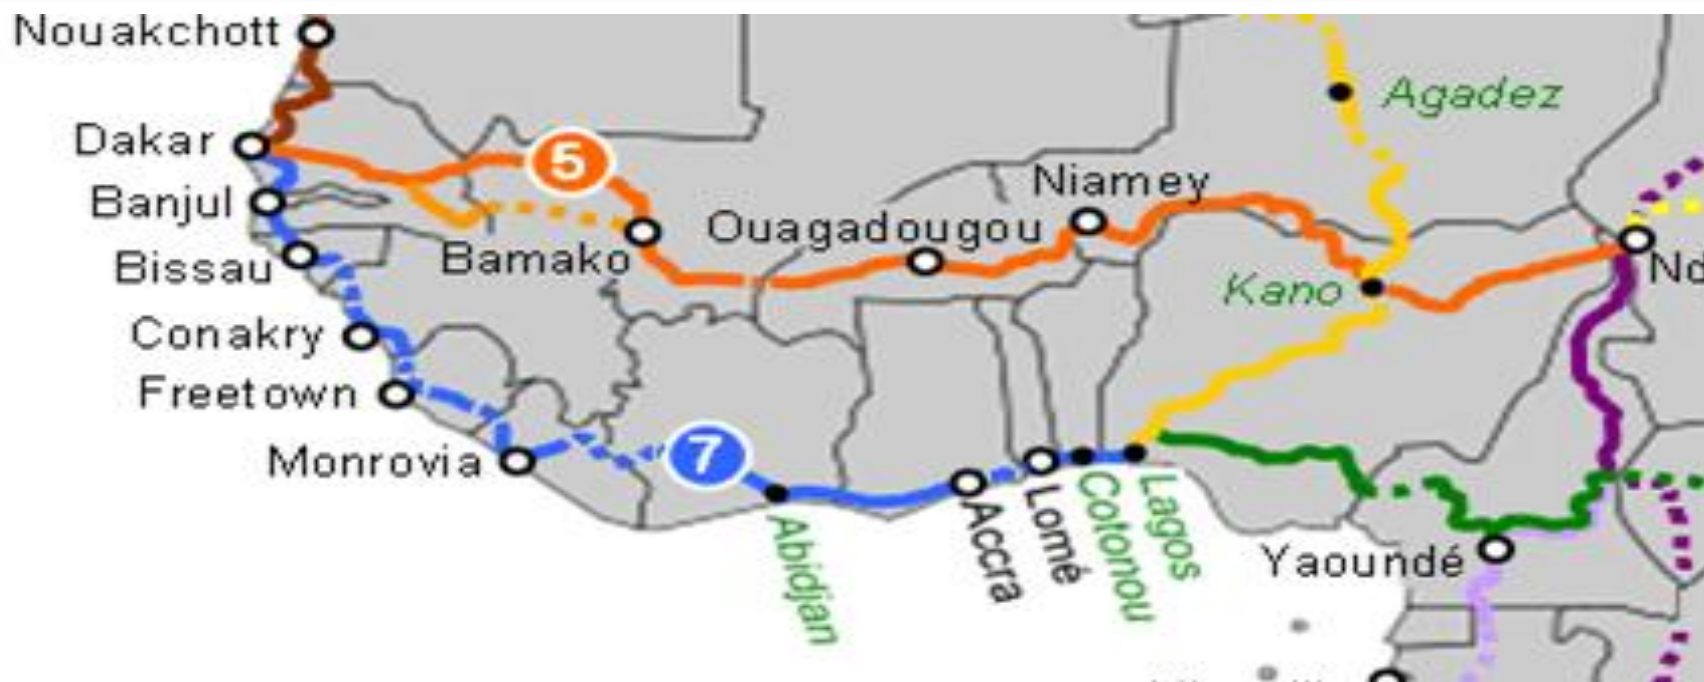 Nouakchott
Agadez
Dakar
5
Niamey
Banjul
Ouagadougou
Bamako
Bissau
Nd
Kano
Conakry
Freetown
7
Monrovia
Abidjan
Accra
Lomé
Cotonou
Lagos
Yaoundé